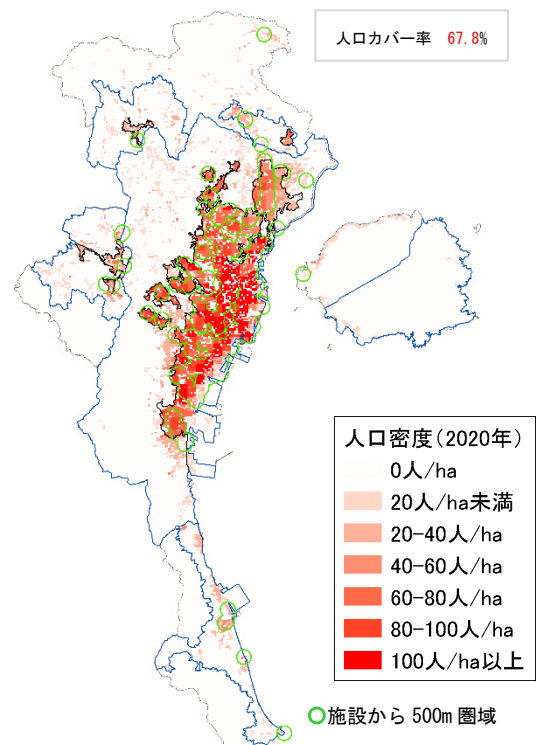 人口カバー率 67.8%
人口密度(2020年)
0人/ha
20人/ha未満
20-40人/ha
40-60人/ha
60-80人/ha
80-100人/ha
100人/ha以上
施設から500m圏域